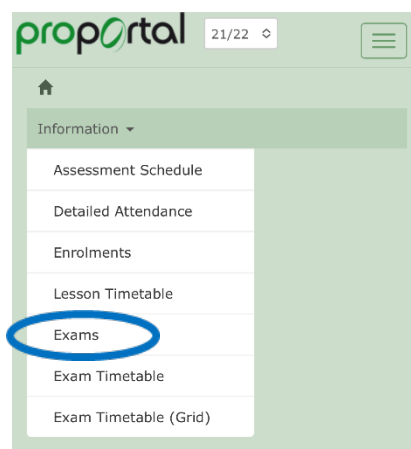 proportal 21/22
Information
Assessment Schedule
Detailed Attendance
Enrolments
Lesson Timetable
Exams
Exam Timetable
Exam Timetable (Grid)